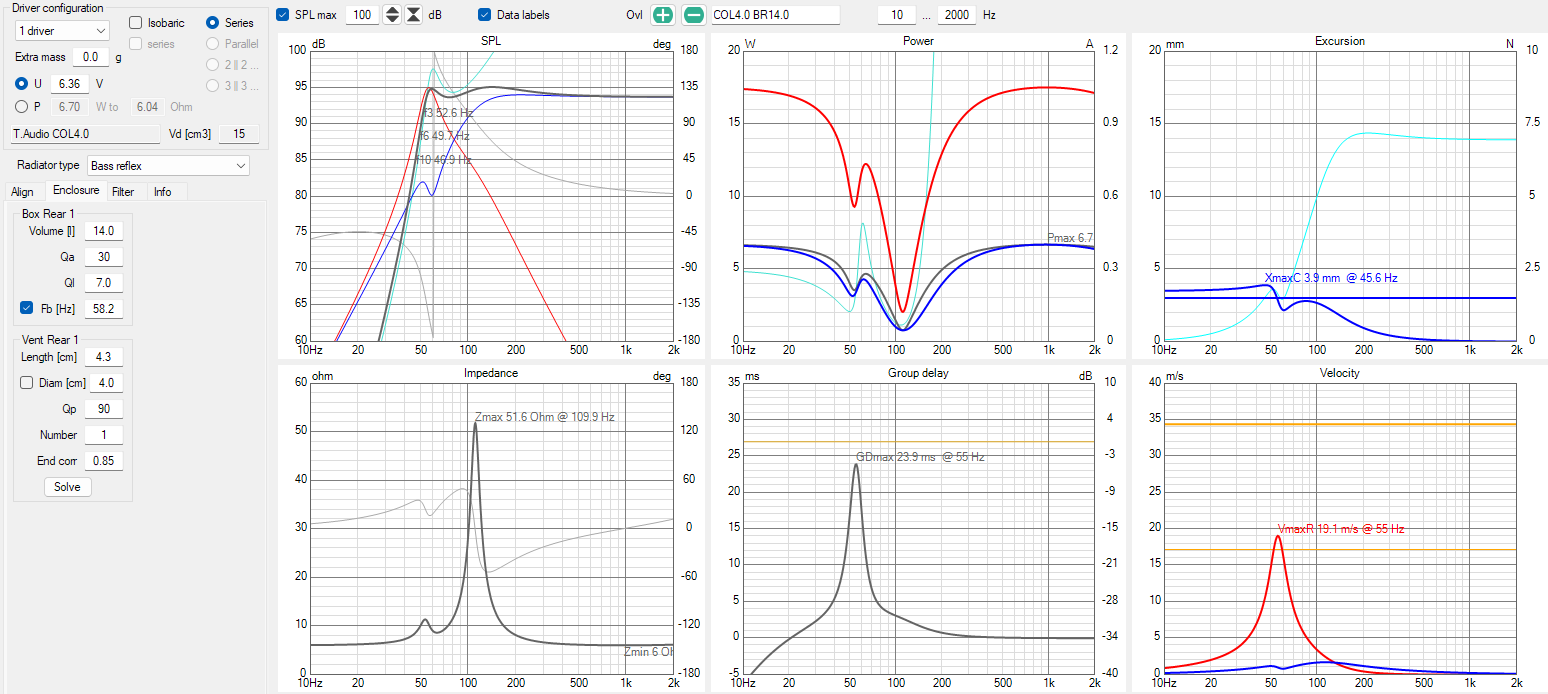 Driver configuration
1 driver
Isobaric
Series
series
Parallel
Extra mass 0.0 g
2 || 2 ...
U 6.36 V
3 || 3 ...
P 6.70 W to 6.04 Ohm
T.Audio COL4.0 Vd [cm3] 15
Radiator type Bass reflex
Align Enclosure Filter Info
Box Rear 1
Volume [l] 14.0
Qa 30
Ql 7.0
Fb [Hz] 58.2
Vent Rear 1
Length [cm] 4.3
Diam [cm] 4.0
Qp 90
Number 1
End corr 0.85
Solve
SPL max 100 dB Data labels Ovl COL4.0 BR14.0 10 ... 2000 Hz
SPL
dB deg
100 180
95 135
90 90
85 45
80 0
75 -45
70 -90
65 -135
60 -180
f3 52.6 Hz
f6 49.7 Hz
f10 40.9 Hz
10Hz 20 50 100 200 500 1k 2k
Power
W A
20 1.2
15 0.9
10 0.6
5 0.3
0 0
Pmax 6.7
10Hz 20 50 100 200 500 1k 2k
Excursion
mm N
20 10
15 7.5
10 5
5 2.5
0 0
XmaxC 3.9 mm @ 45.6 Hz
10Hz 20 50 100 200 500 1k 2k
Impedance
ohm deg
60 180
50 120
40 60
30 0
20 -60
10 -120
0 -180
Zmax 51.6 Ohm @ 109.9 Hz
Zmin 6 Oh
10Hz 20 50 100 200 500 1k 2k
Group delay
ms dB
35 10
30 4
25 -3
20 -9
15 -15
10 -21
5 -28
0 -34
-5 -40
GDmax 23.9 ms @ 55 Hz
10Hz 20 50 100 200 500 1k 2k
Velocity
m/s
40
35
30
25
20
15
10
5
0
VmaxR 19.1 m/s @ 55 Hz
10Hz 20 50 100 200 500 1k 2k